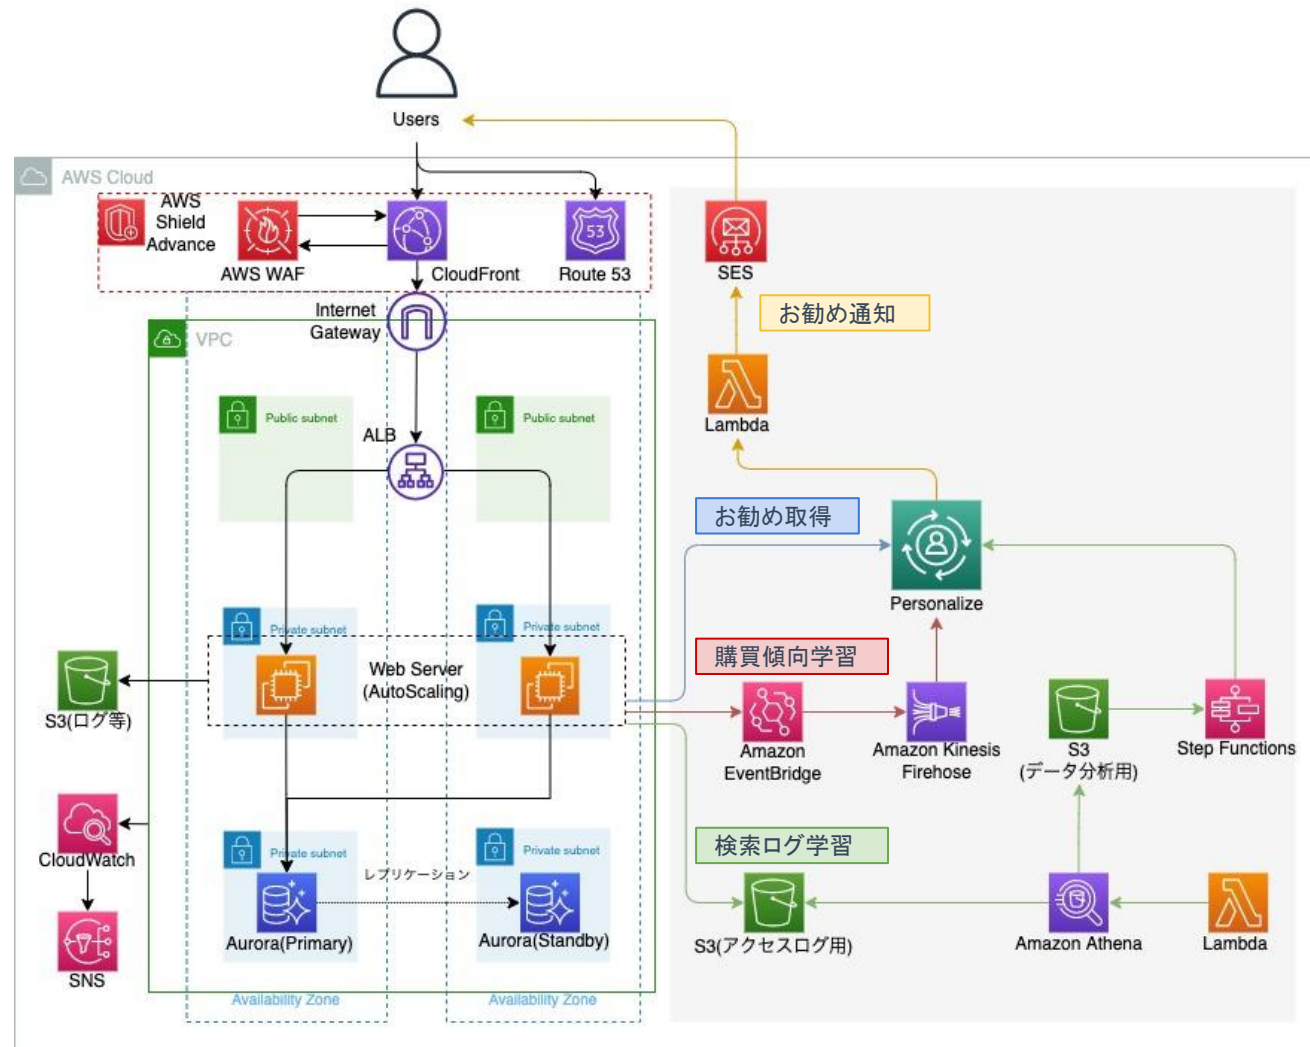 Users
AWS Cloud
AWS
Shield
Advance
AWS WAF
CloudFront
53
Route 53
SES
お勧め通知
Internet
Gateway
VPC
Lambda
Public subnet
Public subnet
ALB
お勧め取得
Personalize
Private subnet
Private subnet
Web Server
(AutoScaling)
購買傾向学習
S3(ログ等)
Amazon
EventBridge
Amazon Kinesis
Firehose
S3
(データ分析用)
Step Functions
CloudWatch
検索ログ学習
Private subnet
Private subnet
レプリケーション
Aurora(Primary)
Aurora(Standby)
S3(アクセスログ用)
Amazon Athena
Lambda
SNS
Availability Zone
Availability Zone